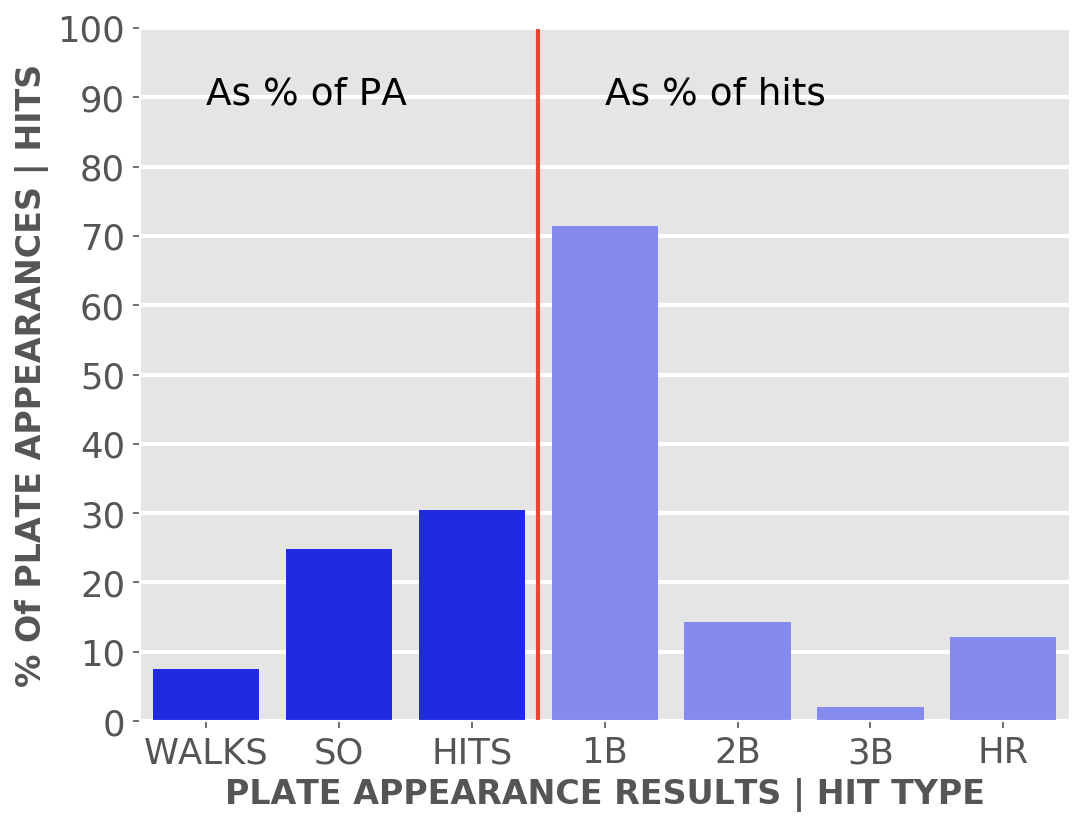 % Of PLATE APPEARANCES | HITS
100
90
80
70
60
50
40
30
20
10
0
As % of PA
As % of hits
WALKS SO HITS 1B 2B 3B HR
PLATE APPEARANCE RESULTS | HIT TYPE